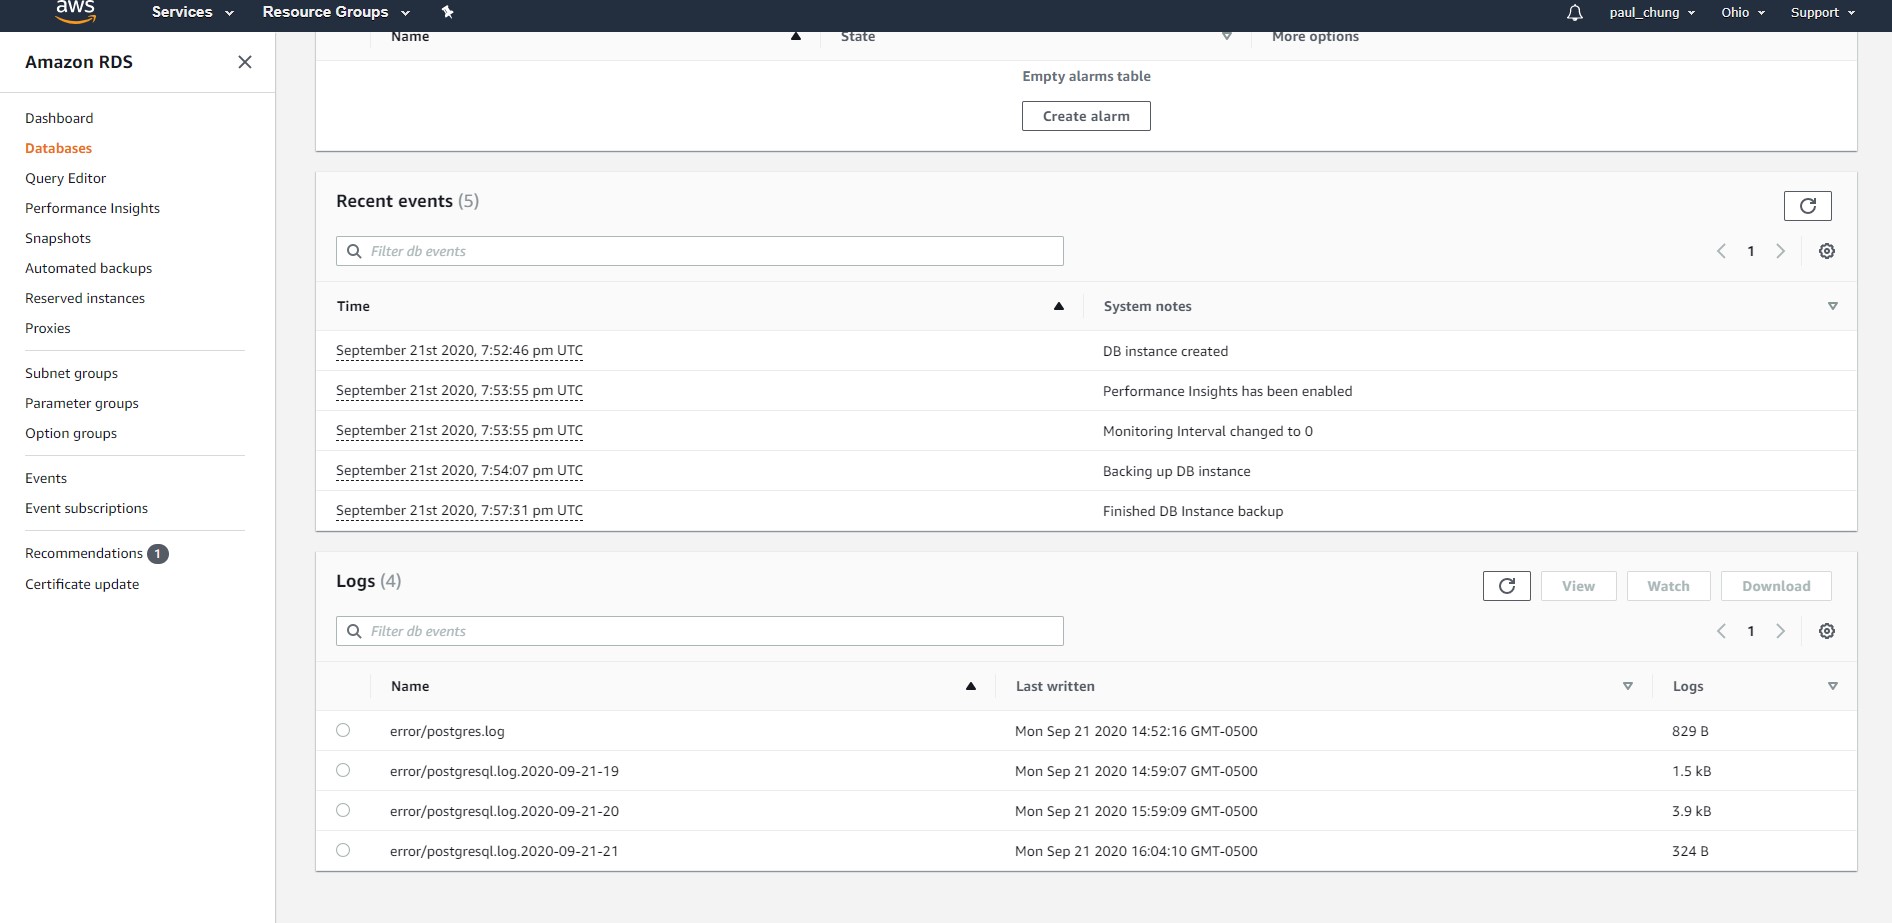 aws Services Resource Groups paul_chung Ohio Support
Amazon RDS
Dashboard
Databases
Query Editor
Performance Insights
Snapshots
Automated backups
Reserved instances
Proxies
Subnet groups
Parameter groups
Option groups
Events
Event subscriptions
Recommendations 1
Certificate update
Name State More options
Empty alarms table
Create alarm
Recent events (5)
Filter db events
1
Time System notes
September 21st 2020, 7:52:46 pm UTC DB instance created
September 21st 2020, 7:53:55 pm UTC Performance Insights has been enabled
September 21st 2020, 7:53:55 pm UTC Monitoring Interval changed to 0
September 21st 2020, 7:54:07 pm UTC Backing up DB instance
September 21st 2020, 7:57:31 pm UTC Finished DB Instance backup
Logs (4)
View Watch Download
Filter db events
1
Name Last written Logs
error/postgres.log Mon Sep 21 2020 14:52:16 GMT-0500 829 B
error/postgresql.log.2020-09-21-19 Mon Sep 21 2020 14:59:07 GMT-0500 1.5 kB
error/postgresql.log.2020-09-21-20 Mon Sep 21 2020 15:59:09 GMT-0500 3.9 kB
error/postgresql.log.2020-09-21-21 Mon Sep 21 2020 16:04:10 GMT-0500 324 B